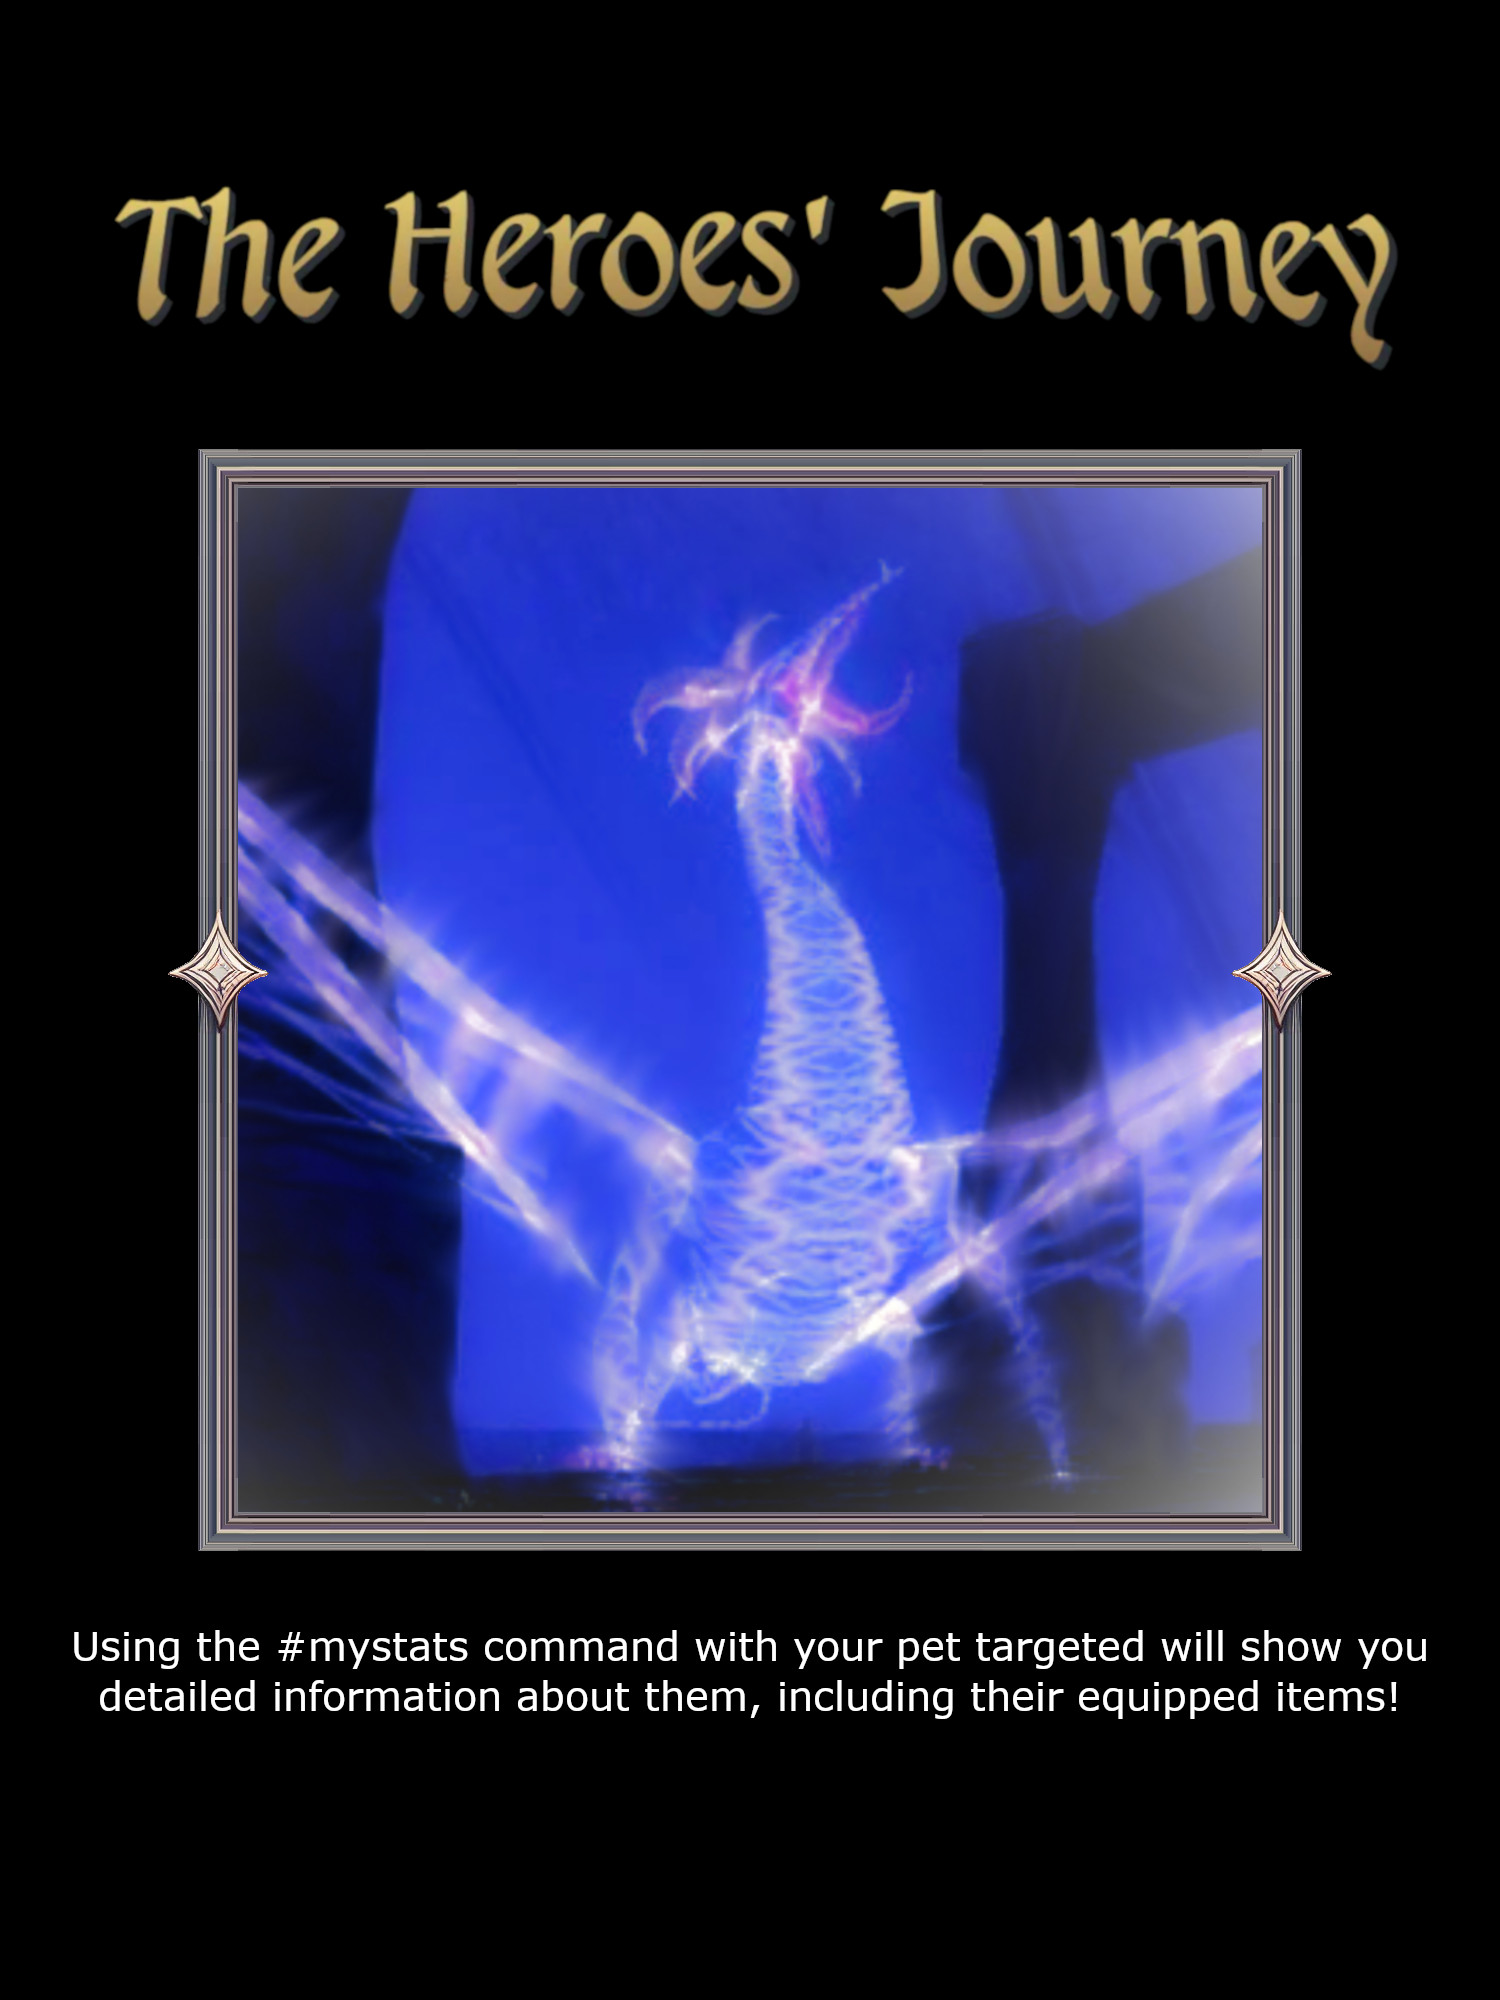 The Heroes' Journey
Using the #mystats command with your pet targeted will show you
detailed information about them, including their equipped items!